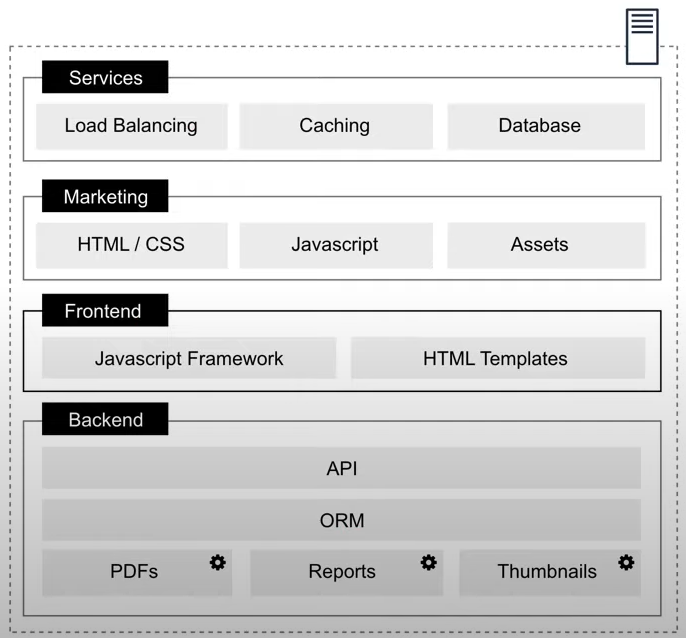 Services
Load Balancing
Caching
Database
Marketing
HTML / CSS
Javascript
Assets
Frontend
Javascript Framework
HTML Templates
Backend
API
ORM
PDFs
Reports
Thumbnails